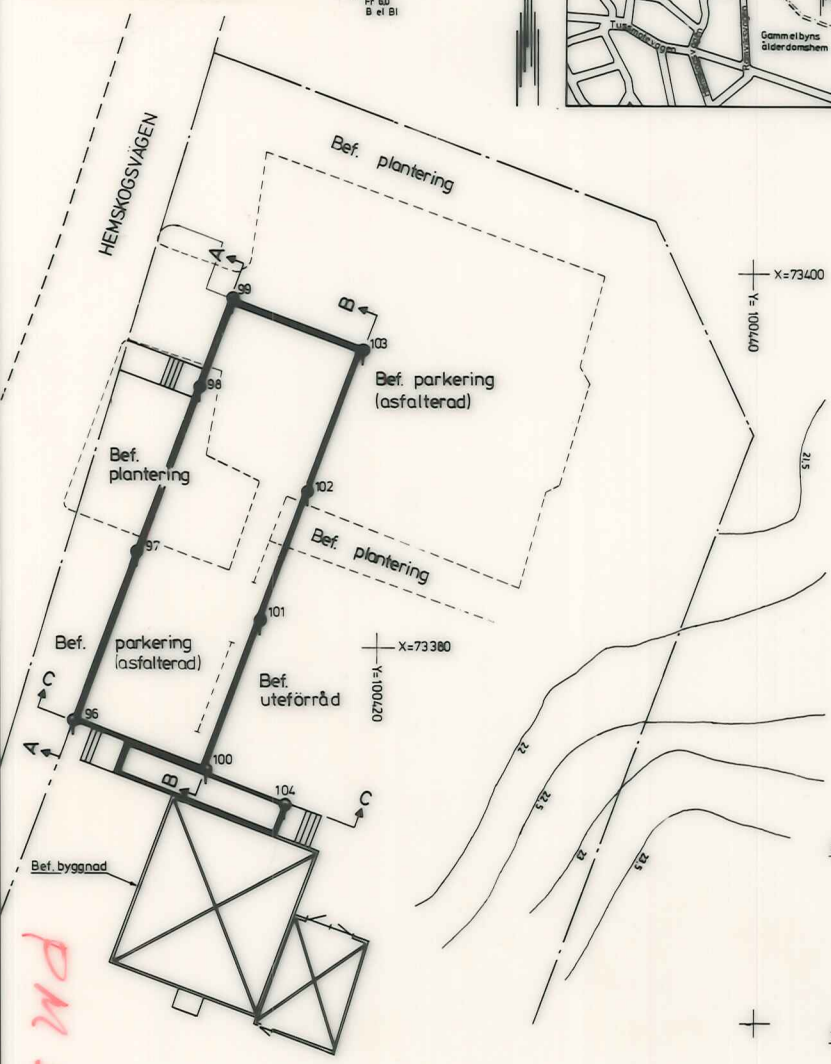 B el Bl
Tusemötevägen
Gammelbyns
ålderdomshem
HEMSKOGSVÄGEN
Bef. plantering
A
99
B
103
X=73400
Y=100440
98
Bef. parkering
(asfalterad)
Bef.
plantering
21,5
102
97
Bef. plantering
101
Bef. parkering
(asfalterad)
X=73380
Y=100420
C
Bef.
uteförråd
96
A
100
B
104
C
22
22,5
23
23,5
Bef. byggnad
PM